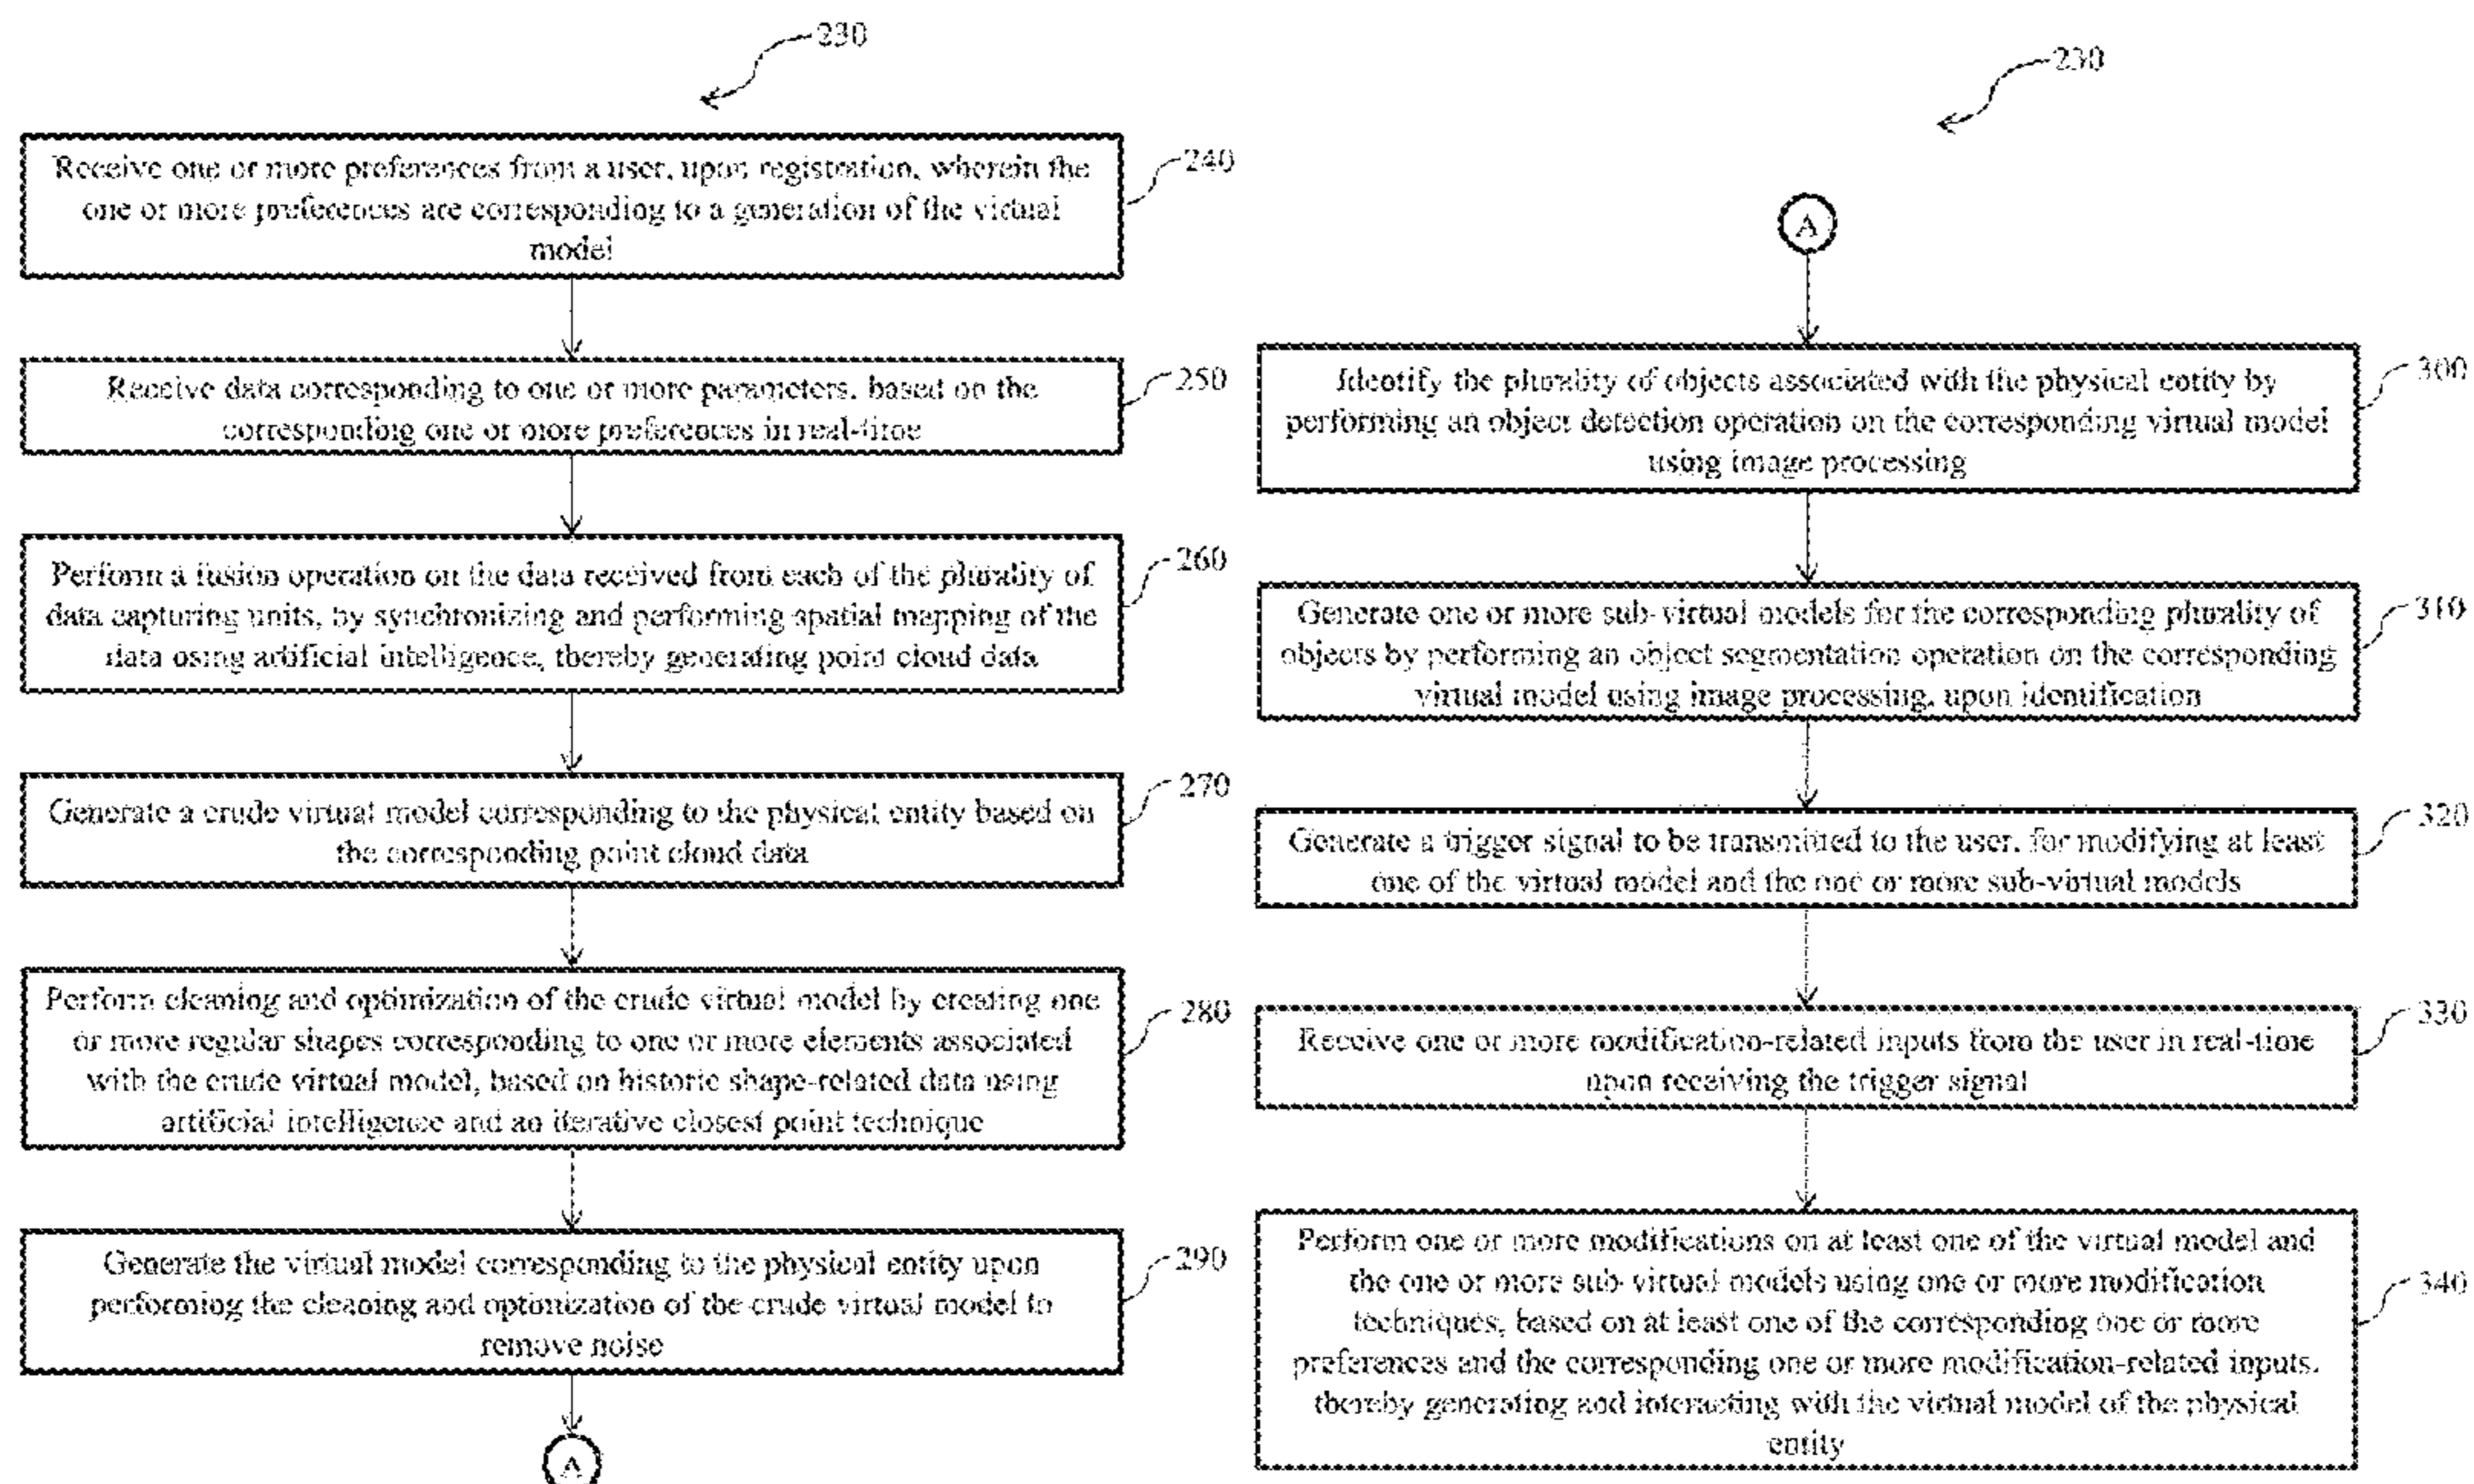 230
Receive one or more preferences from a user, upon registration, wherein the
one or more preferences are corresponding to a generation of the virtual
model
240
Receive data corresponding to one or more parameters, based on the
corresponding one or more preferences in real-time
250
Perform a fusion operation on the data received from each of the plurality of
data capturing units, by synchronizing and performing spatial mapping of the
data using artificial intelligence, thereby generating point cloud data
260
Generate a crude virtual model corresponding to the physical entity based on
the corresponding point cloud data
270
Perform cleaning and optimization of the crude virtual model by creating one
or more regular shapes corresponding to one or more elements associated
with the crude virtual model, based on historic shape-related data using
artificial intelligence and an iterative closest point technique
280
Generate the virtual model corresponding to the physical entity upon
performing the cleaning and optimization of the crude virtual model to
remove noise
290
A
230
A
Identify the plurality of objects associated with the physical entity by
performing an object detection operation on the corresponding virtual model
using image processing
300
Generate one or more sub-virtual models for the corresponding plurality of
objects by performing an object segmentation operation on the corresponding
virtual model using image processing, upon identification
310
Generate a trigger signal to be transmitted to the user, for modifying at least
one of the virtual model and the one or more sub-virtual models
320
Receive one or more modification-related inputs from the user in real-time
upon receiving the trigger signal
330
Perform one or more modifications on at least one of the virtual model and
the one or more sub-virtual models using one or more modification
techniques, based on at least one of the corresponding one or more
preferences and the corresponding one or more modification-related inputs,
thereby generating and interacting with the virtual model of the physical
entity
340